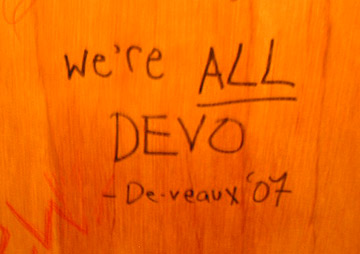 we're ALL
DEVO
- De-veaux '07